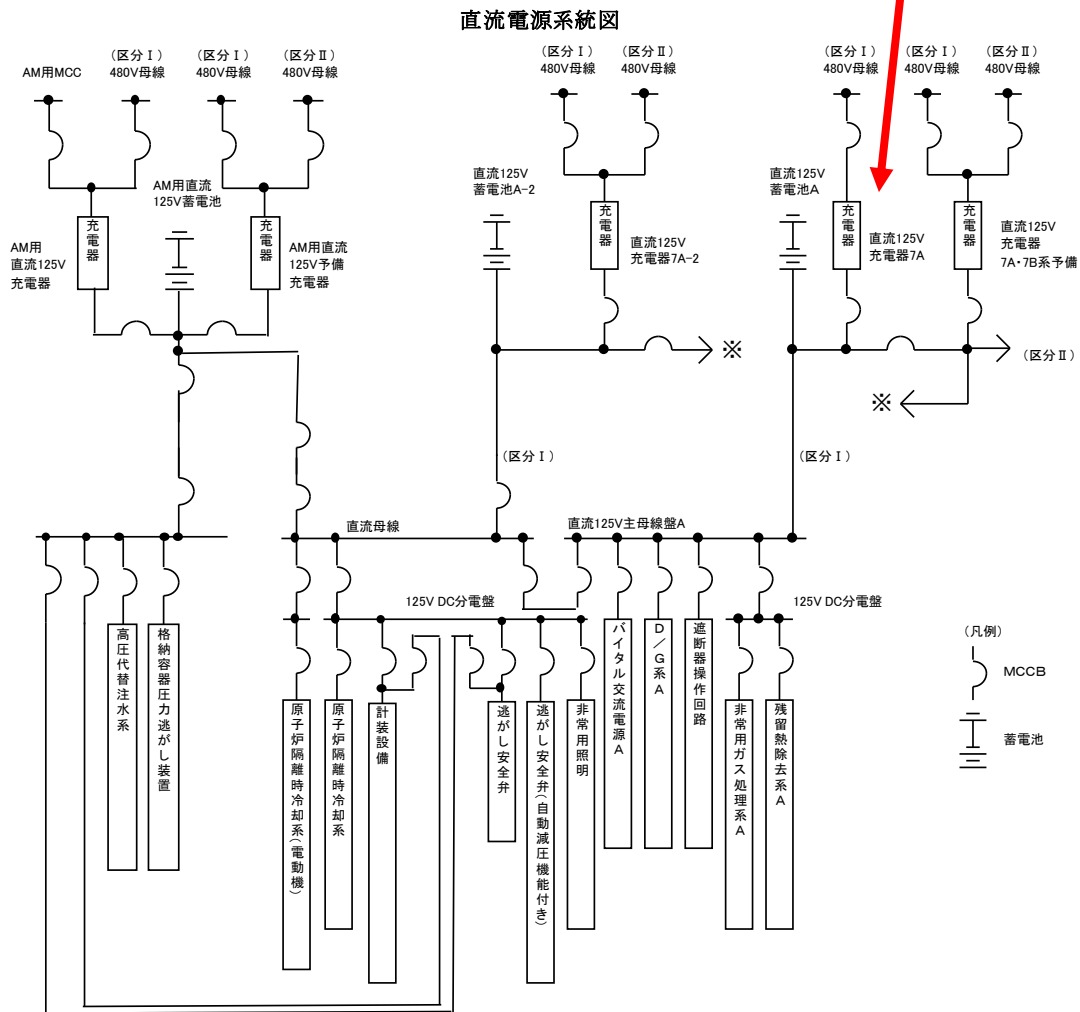 直流電源系統図
AM用MCC
(区分Ⅰ)
480V母線
(区分Ⅰ)
480V母線
(区分Ⅱ)
480V母線
(区分Ⅰ)
480V母線
(区分Ⅱ)
480V母線
(区分Ⅰ)
480V母線
(区分Ⅰ)
480V母線
(区分Ⅱ)
480V母線
AM用
直流125V
充電器
充電器
AM用直流
125V蓄電池
充電器
AM用直流
125V予備
充電器
直流125V
蓄電池A-2
充電器
直流125V
充電器7A-2
直流125V
蓄電池A
充電器
直流125V
充電器7A
充電器
直流125V
充電器
7A・7B系予備
※
(区分Ⅱ)
※
(区分Ⅰ)
(区分Ⅰ)
直流母線
直流125V主母線盤A
125V DC分電盤
125V DC分電盤
高圧代替注水系
格納容器圧力逃がし装置
原子炉隔離時冷却系(電動機)
原子炉隔離時冷却系
計装設備
逃がし安全弁
逃がし安全弁(自動減圧機能付き)
非常用照明
バイタル交流電源A
D/G系A
遮断器操作回路
非常用ガス処理系A
残留熱除去系A
(凡例)
MCCB
蓄電池